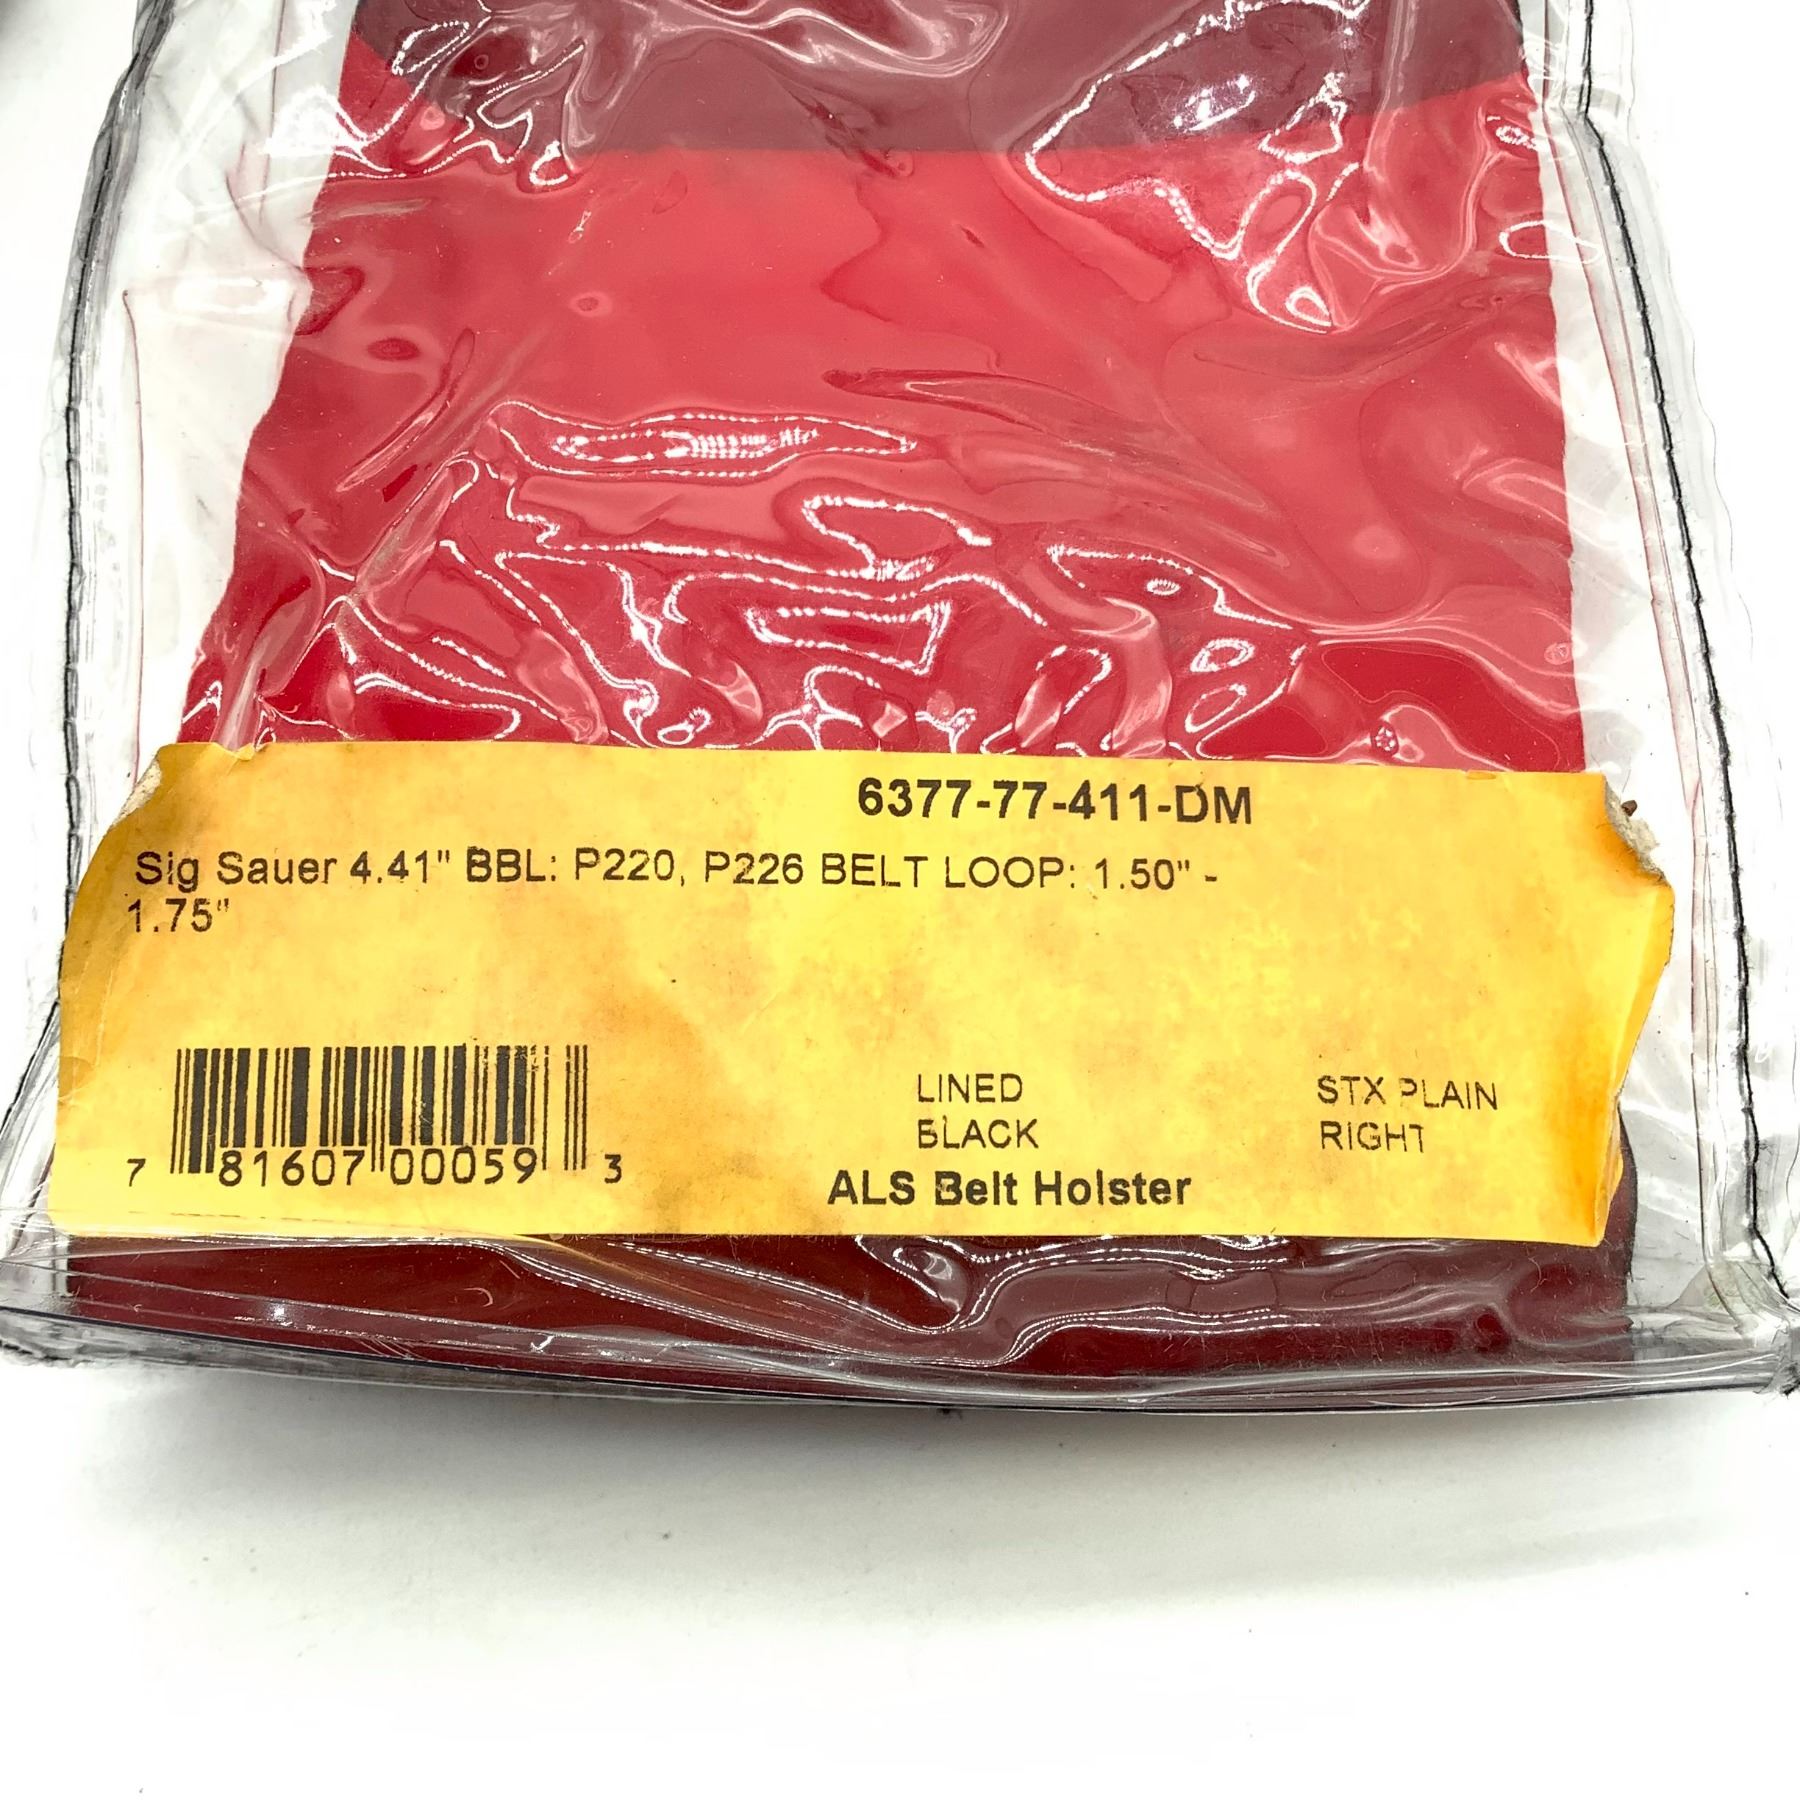 6377-77-411-DM
Sig Sauer 4.41" BBL: P220, P226 BELT LOOP: 1.50" -
1.75"
LINED STX PLAIN
BLACK RIGHT
7 81607 00059 3
ALS Belt Holster